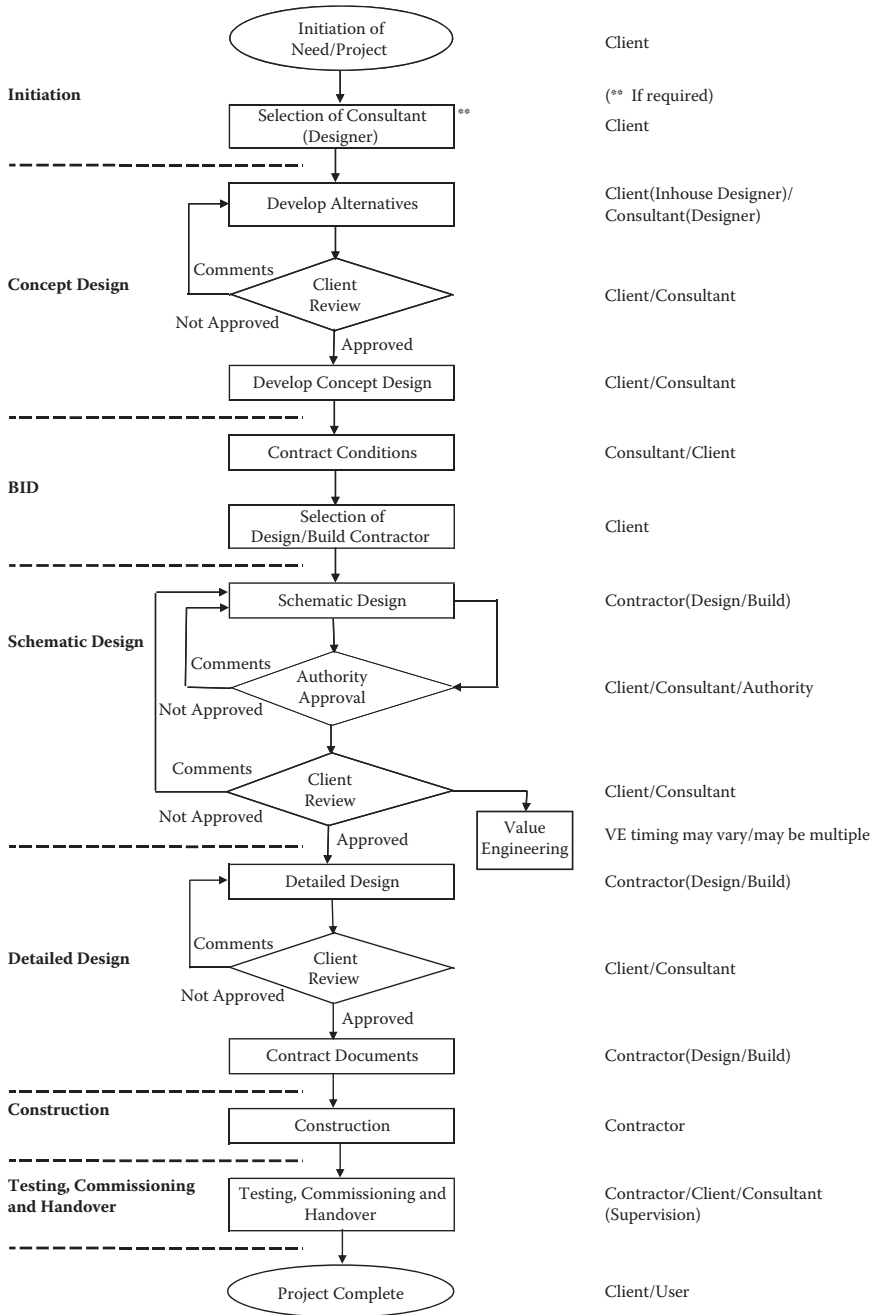 Initiation of
Need/Project
Client
Initiation
(** If required)
Selection of Consultant
(Designer)
**
Client
Develop Alternatives
Client(Inhouse Designer)/
Consultant(Designer)
Comments
Concept Design
Client
Review
Client/Consultant
Not Approved
Approved
Develop Concept Design
Client/Consultant
Contract Conditions
Consultant/Client
BID
Selection of
Design/Build Contractor
Client
Schematic Design
Contractor(Design/Build)
Schematic Design
Comments
Authority
Approval
Client/Consultant/Authority
Not Approved
Comments
Client
Review
Client/Consultant
Not Approved
Value
Engineering
VE timing may vary/may be multiple
Approved
Detailed Design
Contractor(Design/Build)
Comments
Detailed Design
Client
Review
Client/Consultant
Not Approved
Approved
Contract Documents
Contractor(Design/Build)
Construction
Construction
Contractor
Testing, Commissioning
and Handover
Testing, Commissioning and
Handover
Contractor/Client/Consultant
(Supervision)
Project Complete
Client/User